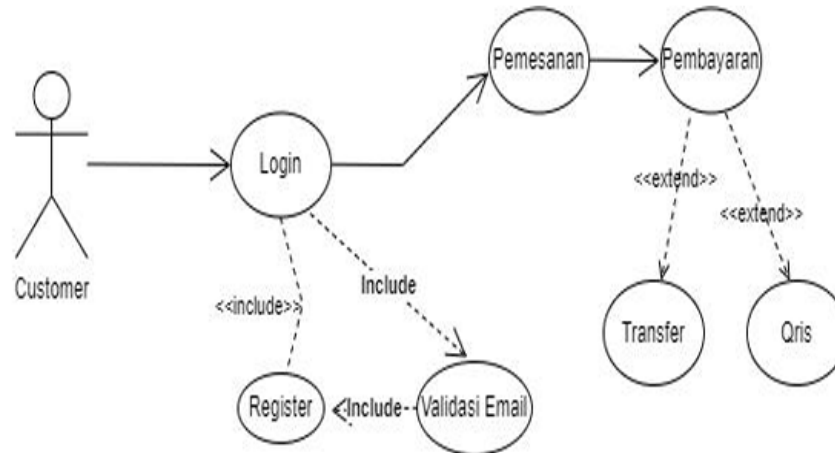 Pemesanan
Pembayaran
Login
<<extend>>
<<extend>>
Customer
<<include>>
Include
Transfer
Qris
Register
Include
Validasi Email